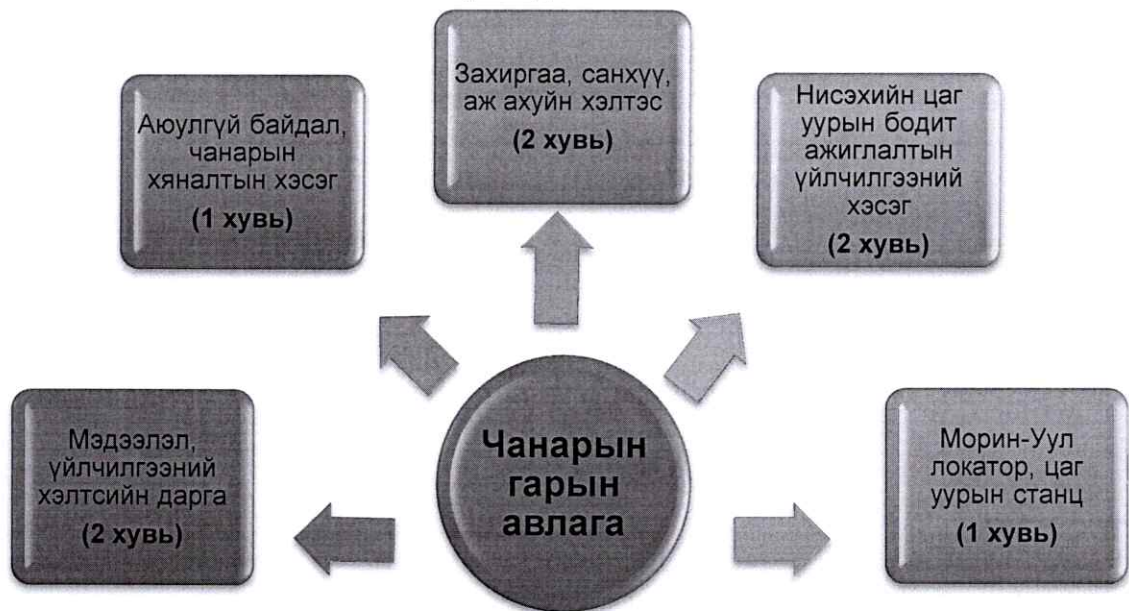 Захиргаа, санхүү,
аж ахуйн хэлтэс
(2 хувь)
Аюулгүй байдал,
чанарын
хяналтын хэсэг
(1 хувь)
Нисэхийн цаг
уурын бодит
ажиглалтын
үйлчилгээний
хэсэг
(2 хувь)
Мэдээлэл,
үйлчилгээний
хэлтсийн дарга
(2 хувь)
Чанарын
гарын
авлага
Морин-Уул
локатор, цаг
уурын станц
(1 хувь)